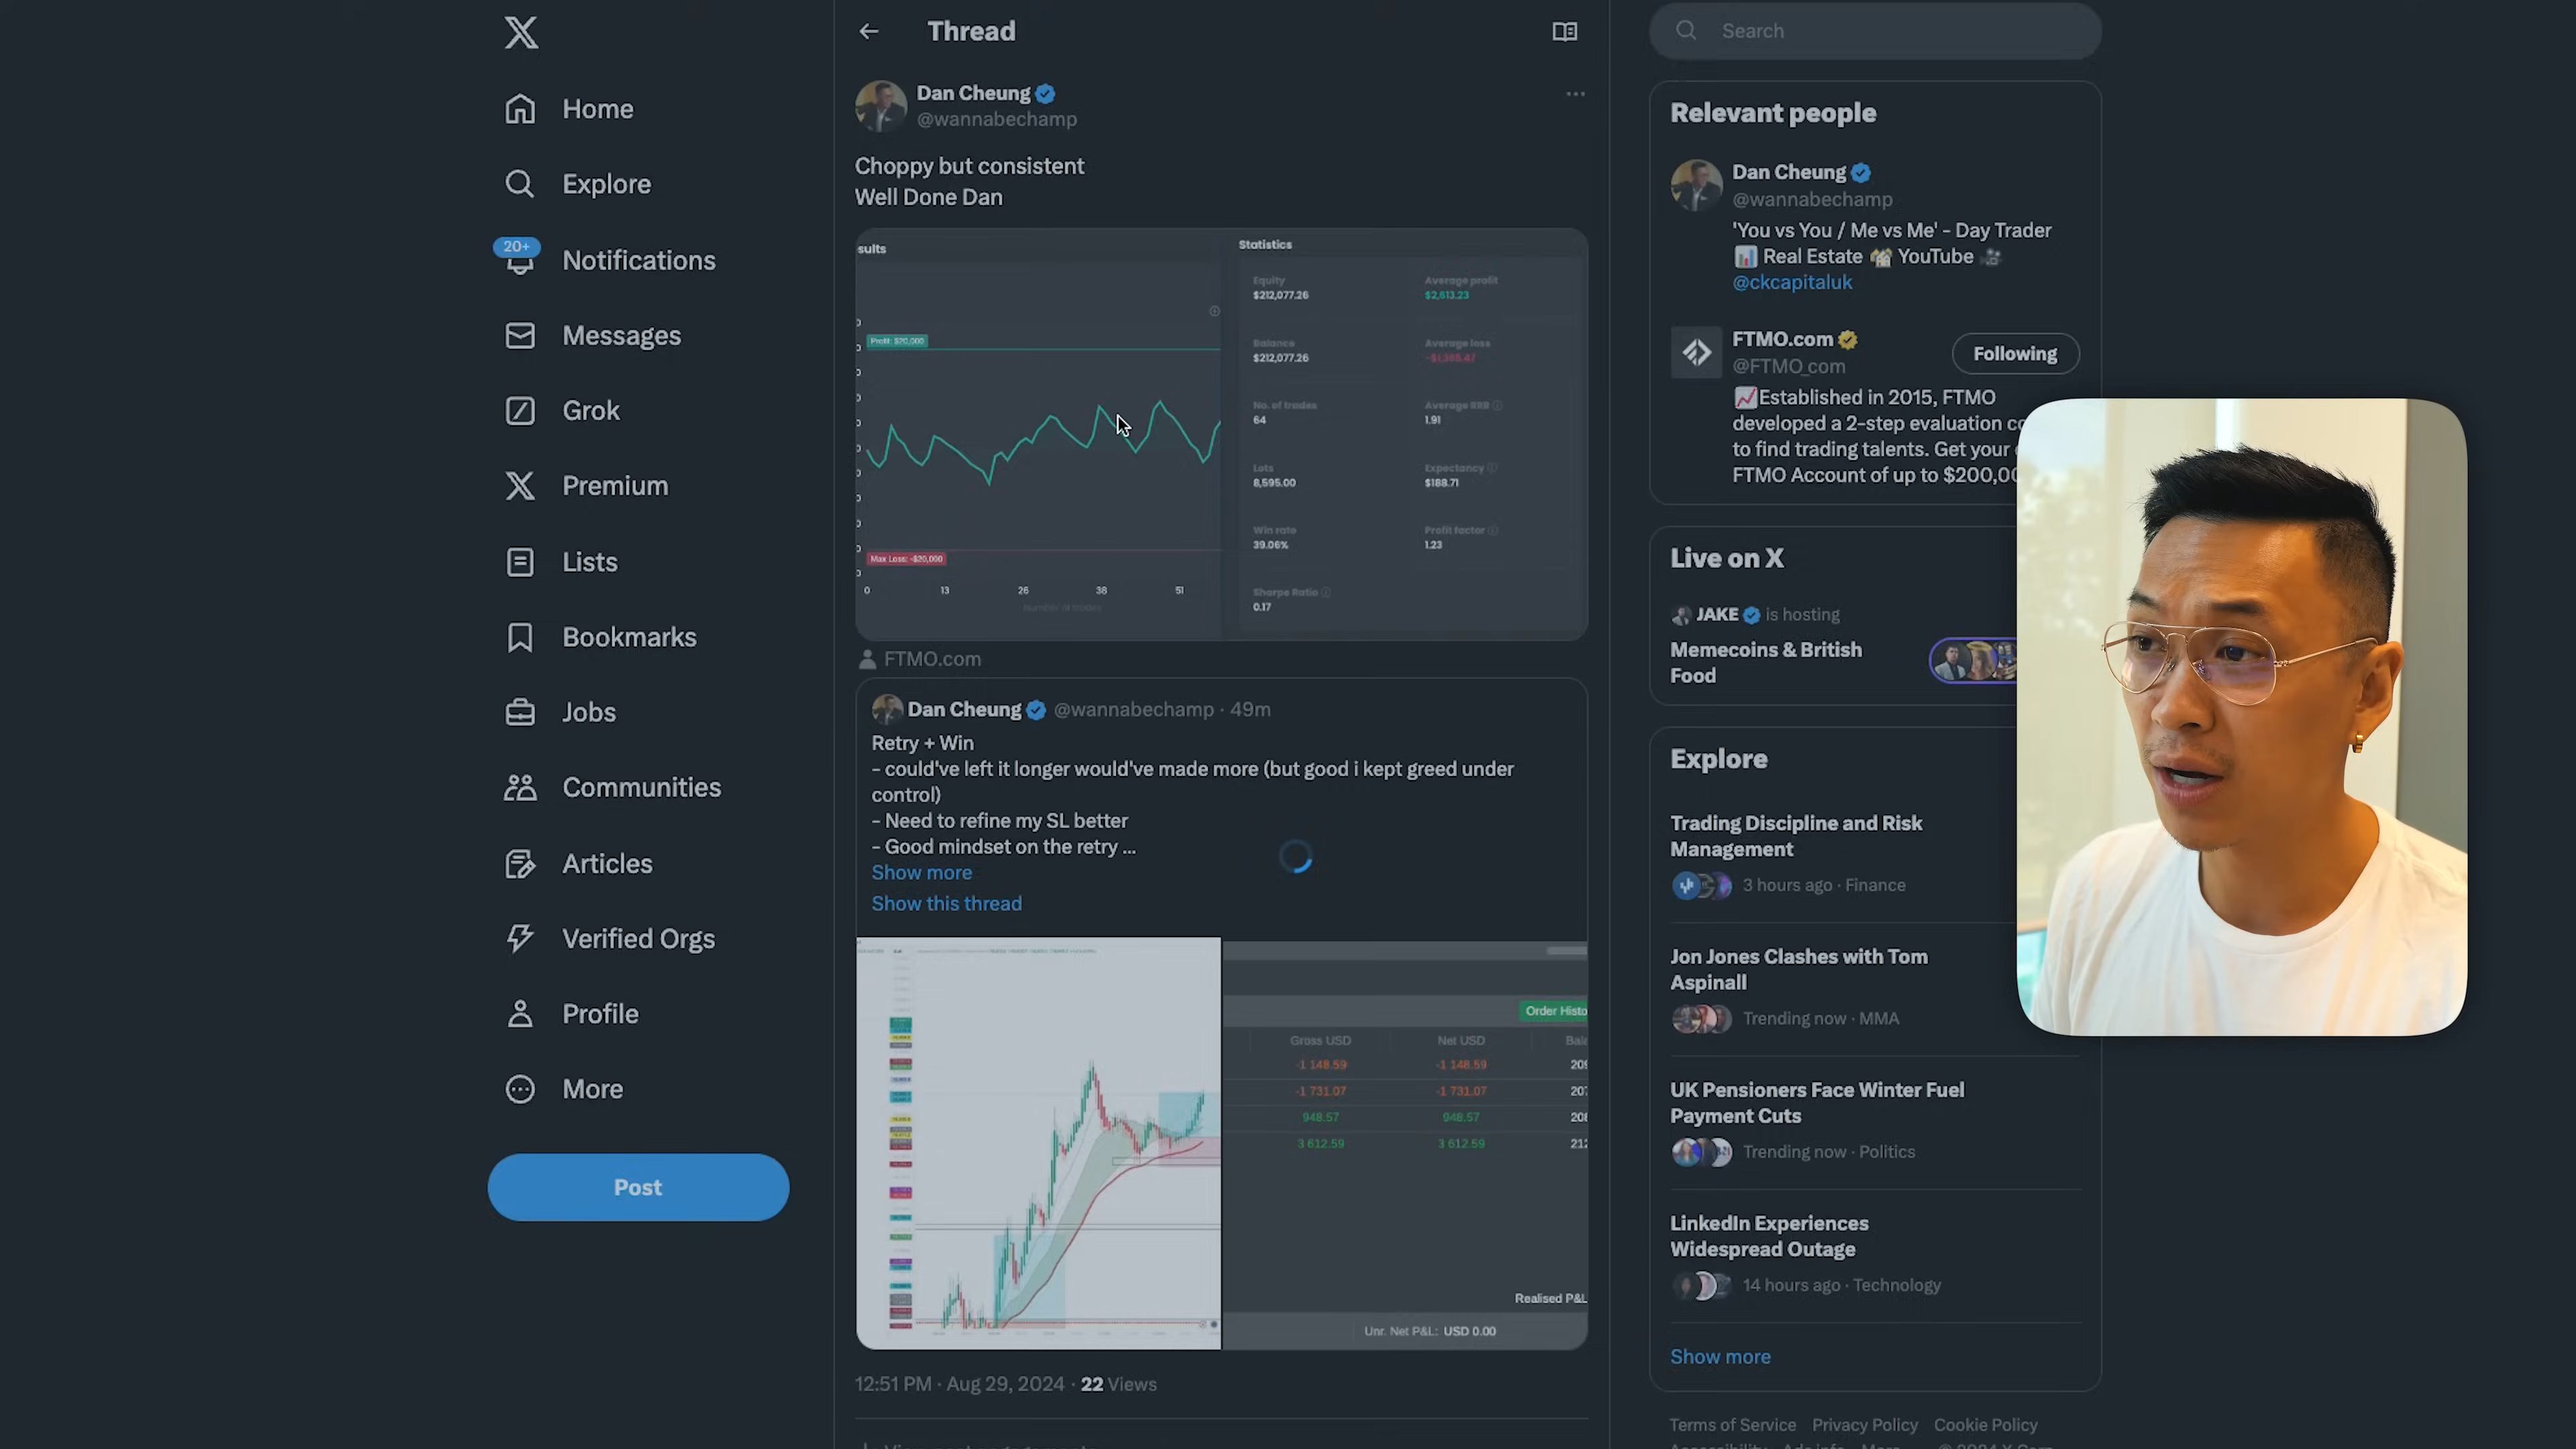 Home
Explore
20+
Notifications
Messages
Grok
Premium
Lists
Bookmarks
Jobs
Communities
Articles
Verified Orgs
Profile
More
Post
Thread
Dan Cheung
@wannabechamp
Choppy but consistent
Well Done Dan
sults
Profit: $20,000
Max Loss: -$20,000
0 13 26 38 51
Number of trades
Statistics
Equity
$212,077.26
Average profit
$2,613.23
Balance
$212,077.26
Average loss
No. of trades
64
Average RRR
1.91
Lots
8,595.00
Expectancy
$188.71
Win rate
39.06%
Profit factor
1.23
Sharpe Ratio
0.17
FTMO.com
Dan Cheung @wannabechamp · 49m
Retry + Win
- could've left it longer would've made more (but good i kept greed under
control)
- Need to refine my SL better
- Good mindset on the retry ...
Show more
Show this thread
Order Histo
Gross USD Net USD Bal
-1 148.59 -1 148.59 209
-1 731.07 -1 731.07 207
948.57 948.57 208
3 612.59 3 612.59 212
Realised P&L
Unr. Net P&L: USD 0.00
12:51 PM · Aug 29, 2024 · 22 Views
Search
Relevant people
Dan Cheung
@wannabechamp
'You vs You / Me vs Me' - Day Trader
Real Estate YouTube
@ckcapitaluk
FTMO.com
@FTMO_com
Following
Established in 2015, FTMO
developed a 2-step evaluation co
to find trading talents. Get your
FTMO Account of up to $200,00
Live on X
JAKE is hosting
Memecoins & British
Food
Explore
Trading Discipline and Risk
Management
3 hours ago · Finance
Jon Jones Clashes with Tom
Aspinall
Trending now · MMA
UK Pensioners Face Winter Fuel
Payment Cuts
Trending now · Politics
LinkedIn Experiences
Widespread Outage
14 hours ago · Technology
Show more
Terms of Service Privacy Policy Cookie Policy